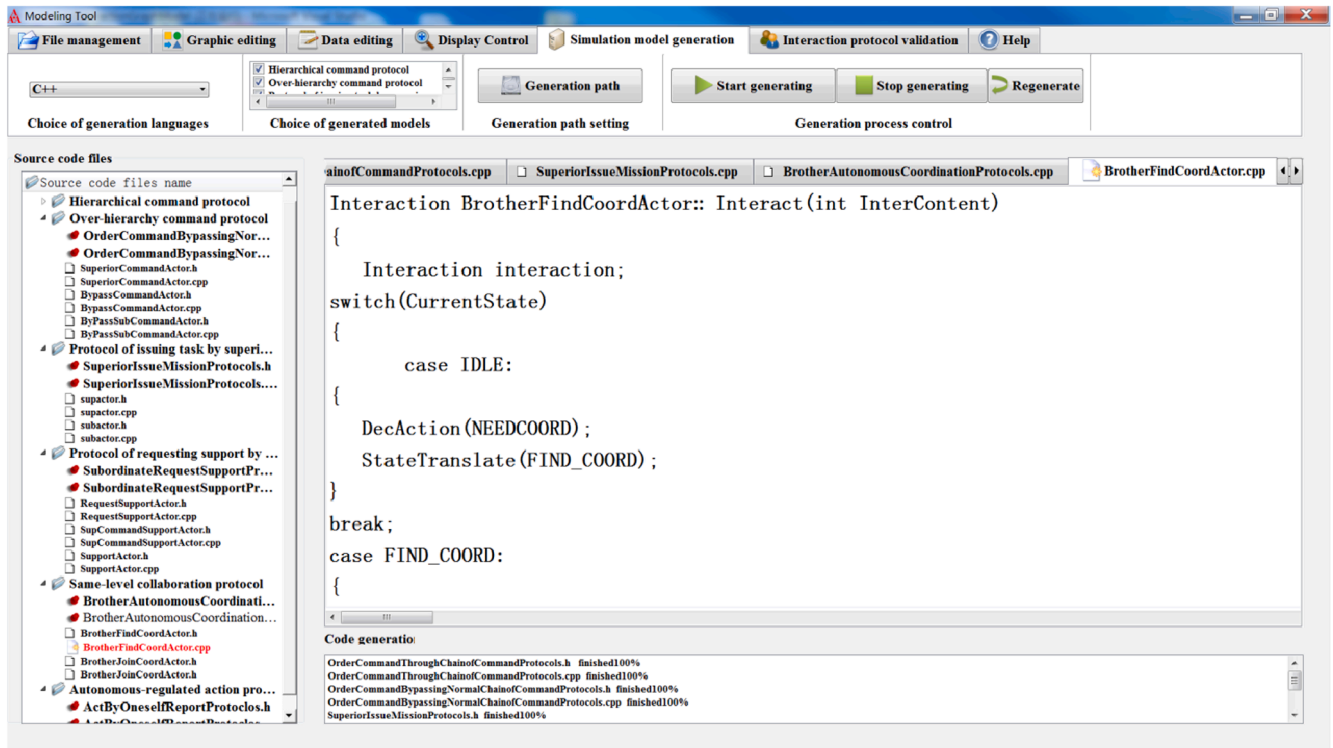 Modeling Tool
File management
Graphic editing
Data editing
Display Control
Simulation model generation
Interaction protocol validation
Help
C++
Choice of generation languages
Hierarchical command protocol
Over-hierarchy command protocol
Choice of generated models
Generation path
Generation path setting
Start generating
Stop generating
Regenerate
Generation process control
Source code files
Source code files name
Hierarchical command protocol
Over-hierarchy command protocol
OrderCommandBypassingNor...
OrderCommandBypassingNor...
SuperiorCommandActor.h
SuperiorCommandActor.cpp
BypassCommandActor.h
BypassCommandActor.cpp
ByPassSubCommandActor.h
ByPassSubCommandActor.cpp
Protocol of issuing task by superi...
SuperiorIssueMissionProtocols.h
SuperiorIssueMissionProtocols....
supactor.h
supactor.cpp
subactor.h
subactor.cpp
Protocol of requesting support by ...
SubordinateRequestSupportPr...
SubordinateRequestSupportPr...
RequestSupportActor.h
RequestSupportActor.cpp
SupCommandSupportActor.h
SupCommandSupportActor.cpp
SupportActor.h
SupportActor.cpp
Same-level collaboration protocol
BrotherAutonomousCoordinati...
BrotherAutonomousCoordination...
BrotherFindCoordActor.h
BrotherFindCoordActor.cpp
BrotherJoinCoordActor.h
BrotherJoinCoordActor.h
Autonomous-regulated action pro...
ActByOneselfReportProtoclos.h
ainofCommandProtocols.cpp
SuperiorIssueMissionProtocols.cpp
BrotherAutonomousCoordinationProtocols.cpp
BrotherFindCoordActor.cpp
Interaction BrotherFindCoordActor:: Interact(int InterContent)
{
Interaction interaction;
switch(CurrentState)
{
case IDLE:
{
DecAction(NEEDCOORD);
StateTranslate(FIND_COORD);
}
break;
case FIND_COORD:
{
Code generatio
OrderCommandThroughChainofCommandProtocols.h finished100%
OrderCommandThroughChainofCommandProtocols.cpp finished100%
OrderCommandBypassingNormalChainofCommandProtocols.h finished100%
OrderCommandBypassingNormalChainofCommandProtocols.cpp finished100%
SuperiorIssueMissionProtocols.h finished100%